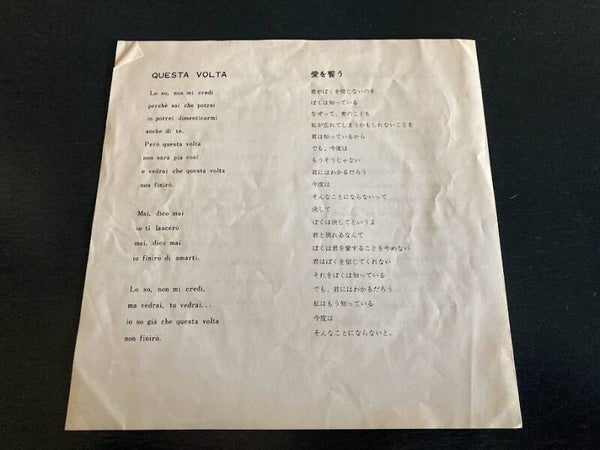 QUESTA VOLTA
Lo so, non mi credi
perchè sai che potrei
io potrei dimenticarmi
anche di te.
Però questa volta
non sarà più così
e vedrai che questa volta
non finirò.
Mai, dico mai
io ti lascerò
mai, dico mai
io finirò di amarti.
Lo so, non mi credi,
ma vedrai, tu vedrai...
io so già che questa volta
non finirò.
愛を誓う
君がぼくを信じないのを
ぼくは知っている
なぜって、君のことも
私が忘れてしまうかもしれないことを
君は知っているから
でも、今度は
もうそうじゃない
君にはわかるだろう
今度は
そんなことにならないって
決して
ぼくは決してというよ
君と別れるなんて
ぼくは君を愛することをやめない
君はぼくを信じてくれない
それをぼくは知っている
でも、君にはわかるだろう
私はもう知っている
今度は
そんなことにならないと。